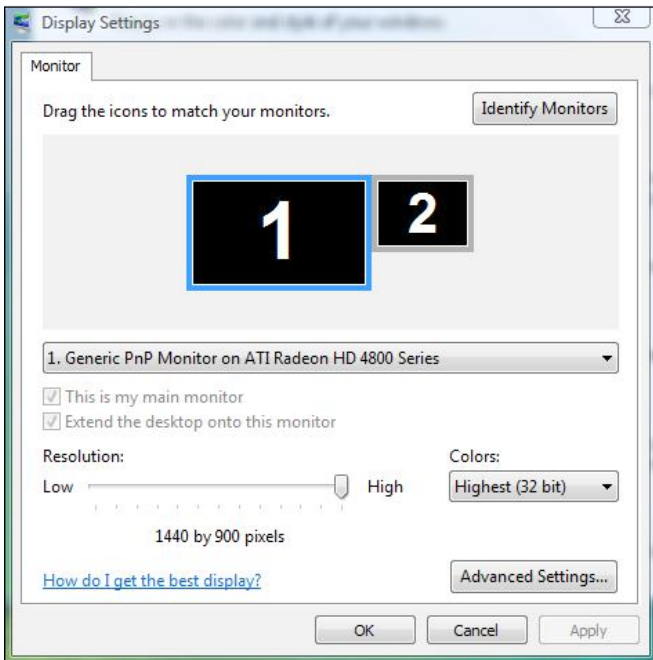 Display Settings
Monitor
Drag the icons to match your monitors.
Identify Monitors
1
2
1. Generic PnP Monitor on ATI Radeon HD 4800 Series
This is my main monitor
Extend the desktop onto this monitor
Resolution:
Colors:
Low
High
Highest (32 bit)
1440 by 900 pixels
How do I get the best display?
Advanced Settings...
OK
Cancel
Apply